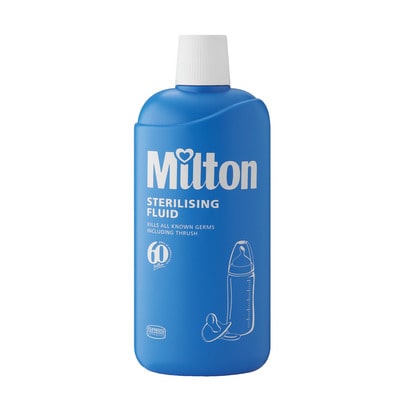 Milton
STERILISING
FLUID
KILLS ALL KNOWN GERMS
INCLUDING THRUSH
60